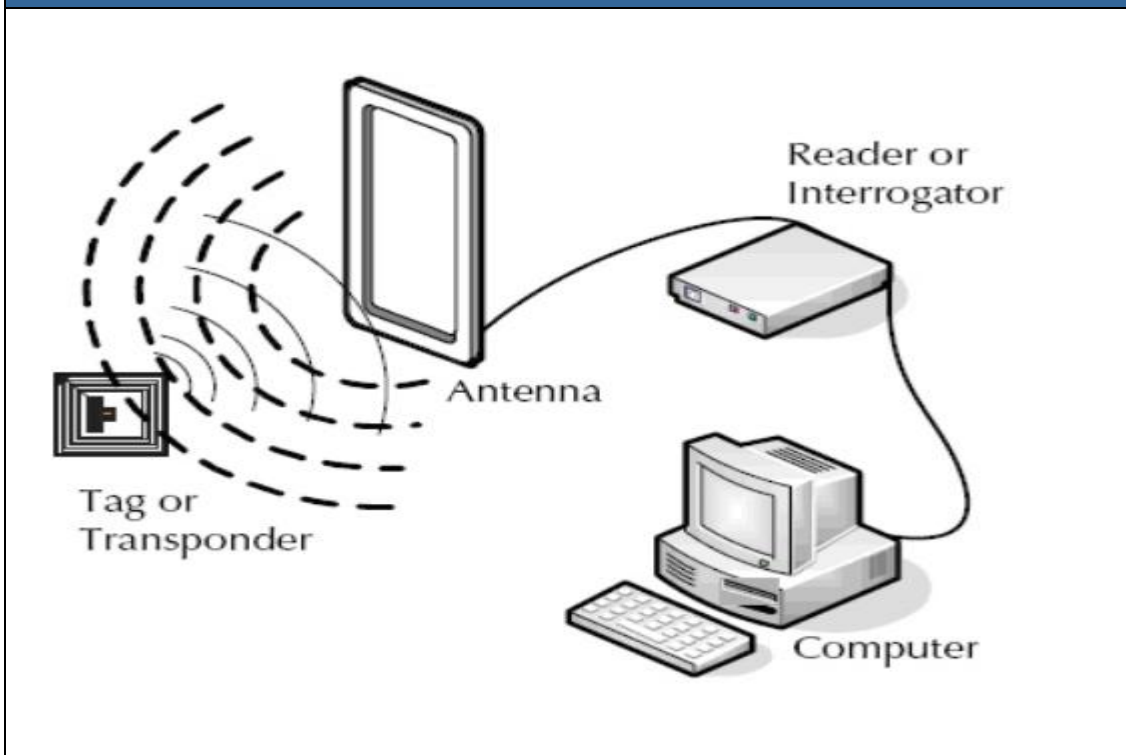 Reader or
Interrogator
Antenna
Tag or
Transponder
Computer